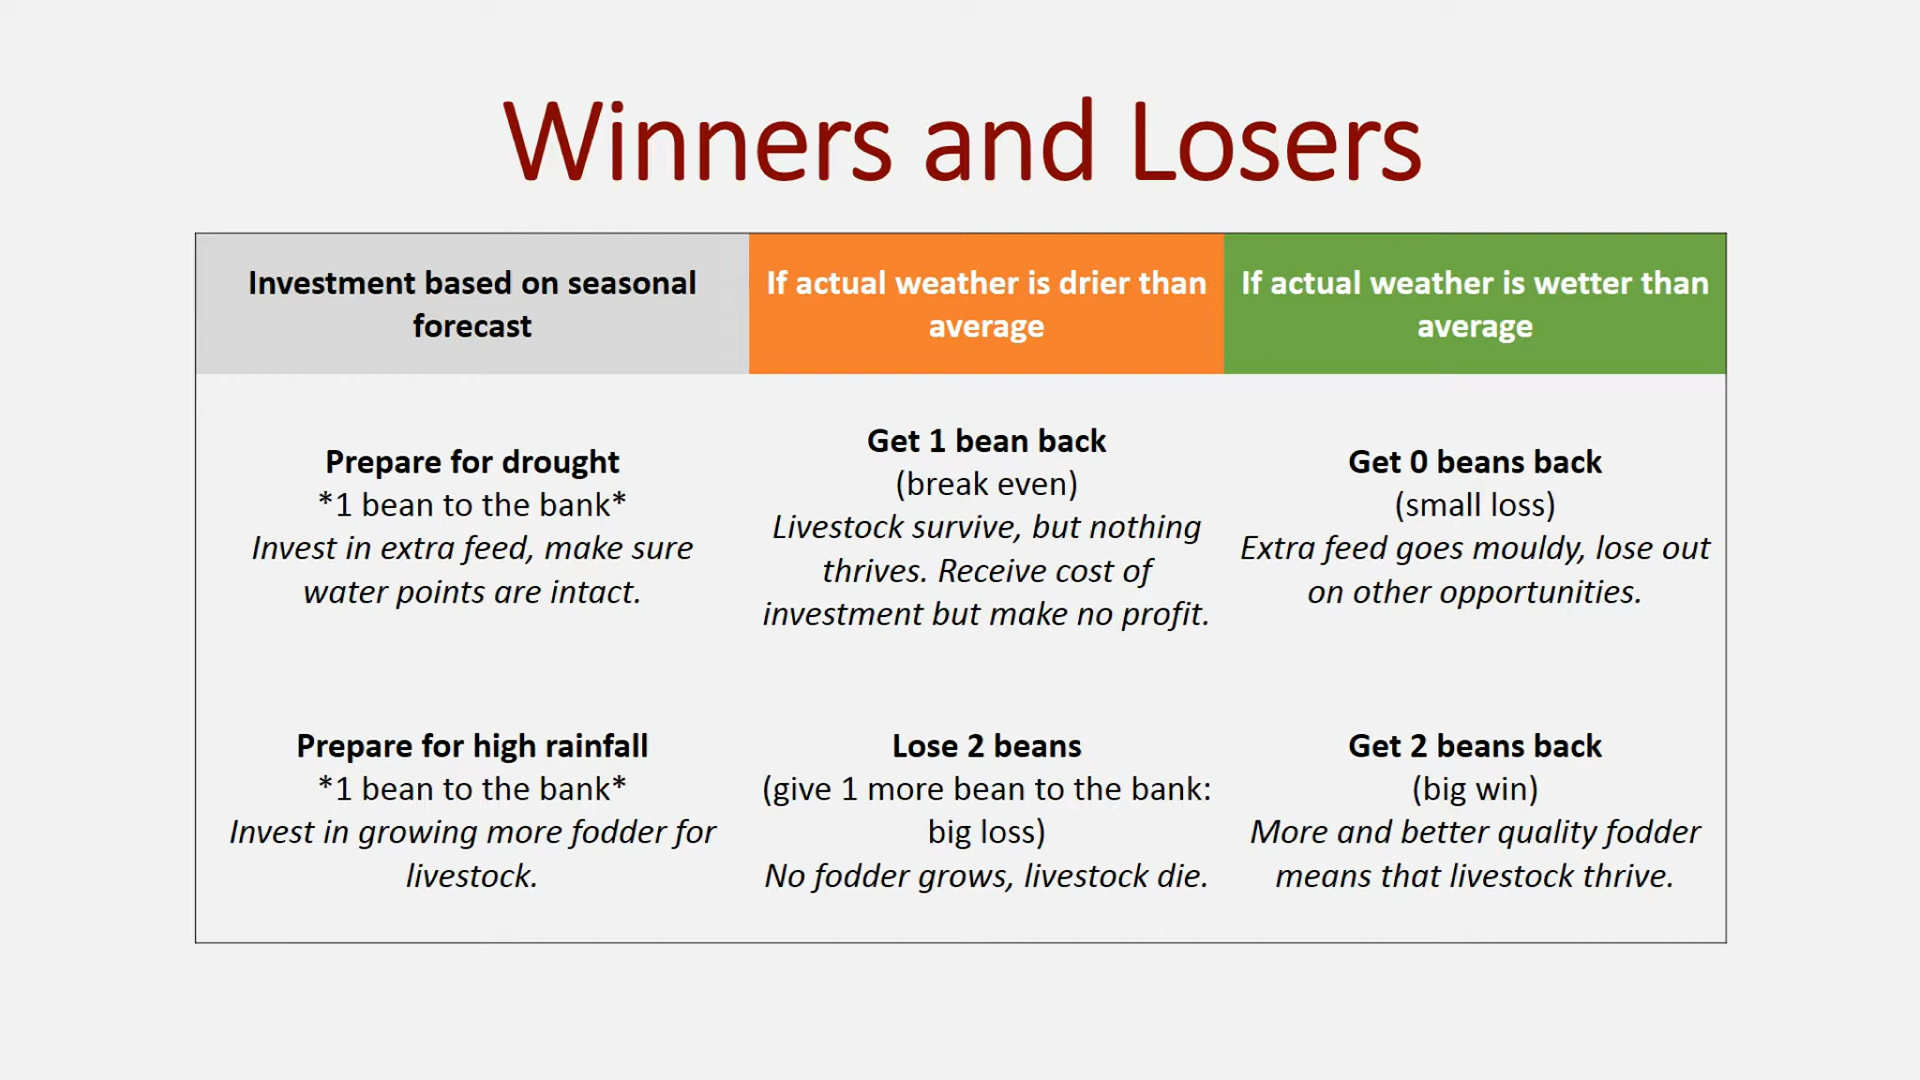 Winners and Losers
Investment based on seasonal
forecast
If actual weather is drier than
average
If actual weather is wetter than
average
Prepare for drought
*1 bean to the bank*
Invest in extra feed, make sure
water points are intact.
Get 1 bean back
(break even)
Livestock survive, but nothing
thrives. Receive cost of
investment but make no profit.
Get 0 beans back
(small loss)
Extra feed goes mouldy, lose out
on other opportunities.
Prepare for high rainfall
*1 bean to the bank*
Invest in growing more fodder for
livestock.
Lose 2 beans
(give 1 more bean to the bank:
big loss)
No fodder grows, livestock die.
Get 2 beans back
(big win)
More and better quality fodder
means that livestock thrive.